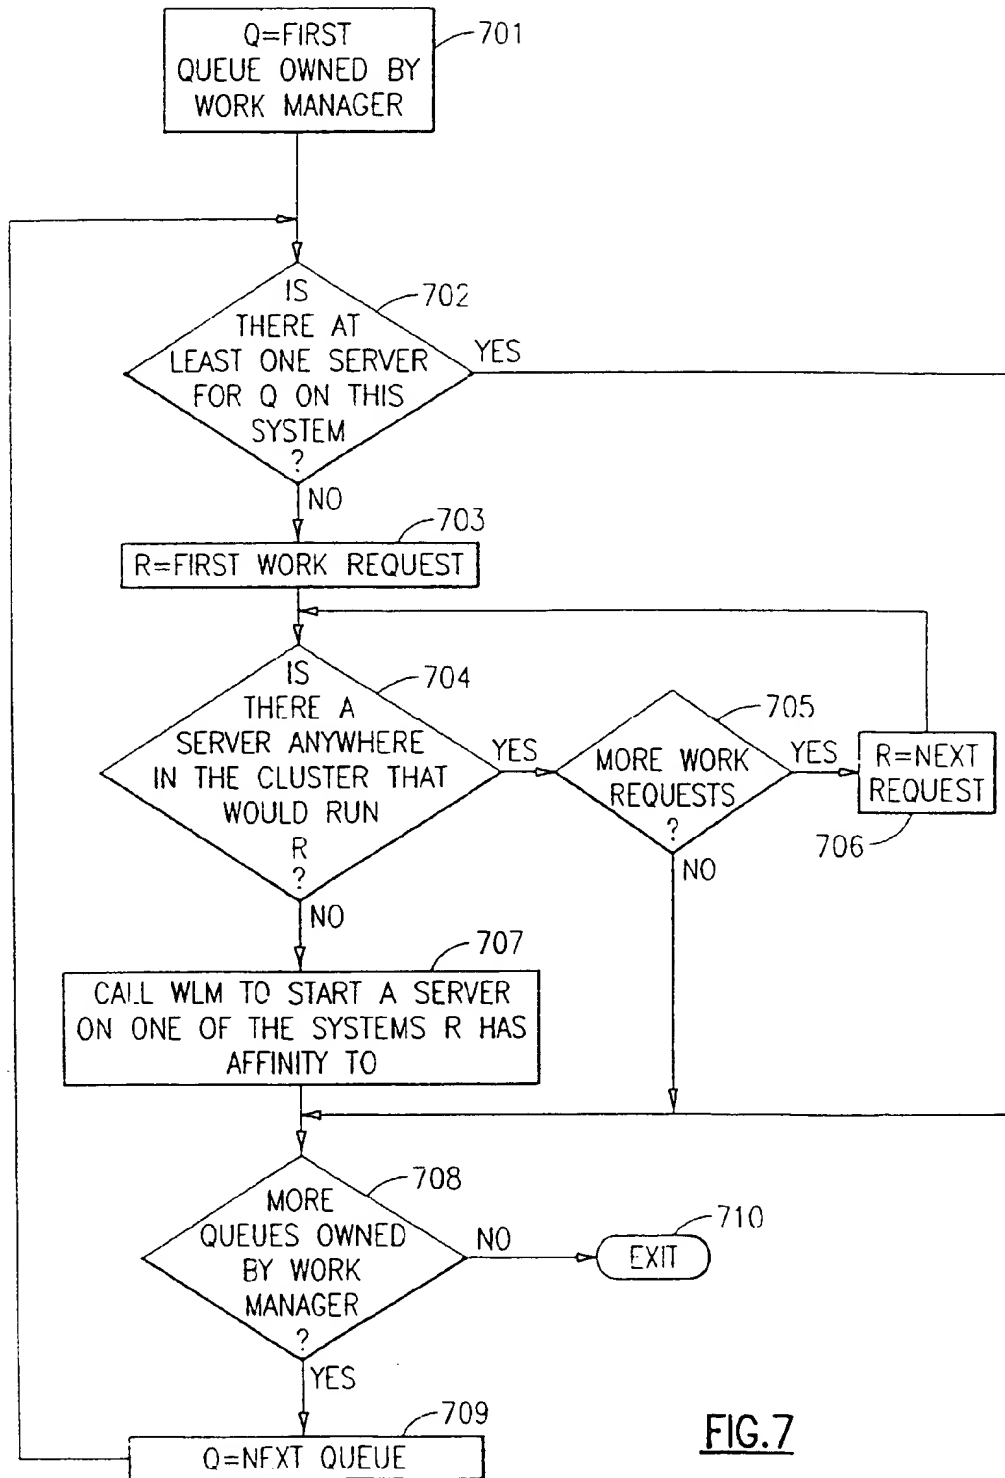 Q=FIRST
QUEUE OWNED BY
WORK MANAGER
701
IS
THERE AT
LEAST ONE SERVER
FOR Q ON THIS
SYSTEM
?
702
YES
NO
703
R=FIRST WORK REQUEST
IS
THERE A
SERVER ANYWHERE
IN THE CLUSTER THAT
WOULD RUN
R
?
704
YES
NO
705
MORE WORK
REQUESTS
?
YES
NO
R=NEXT
REQUEST
706
707
CALL WLM TO START A SERVER
ON ONE OF THE SYSTEMS R HAS
AFFINITY TO
708
MORE
QUEUES OWNED
BY WORK
MANAGER
?
NO
YES
710
EXIT
709
Q=NEXT QUEUE
FIG.7